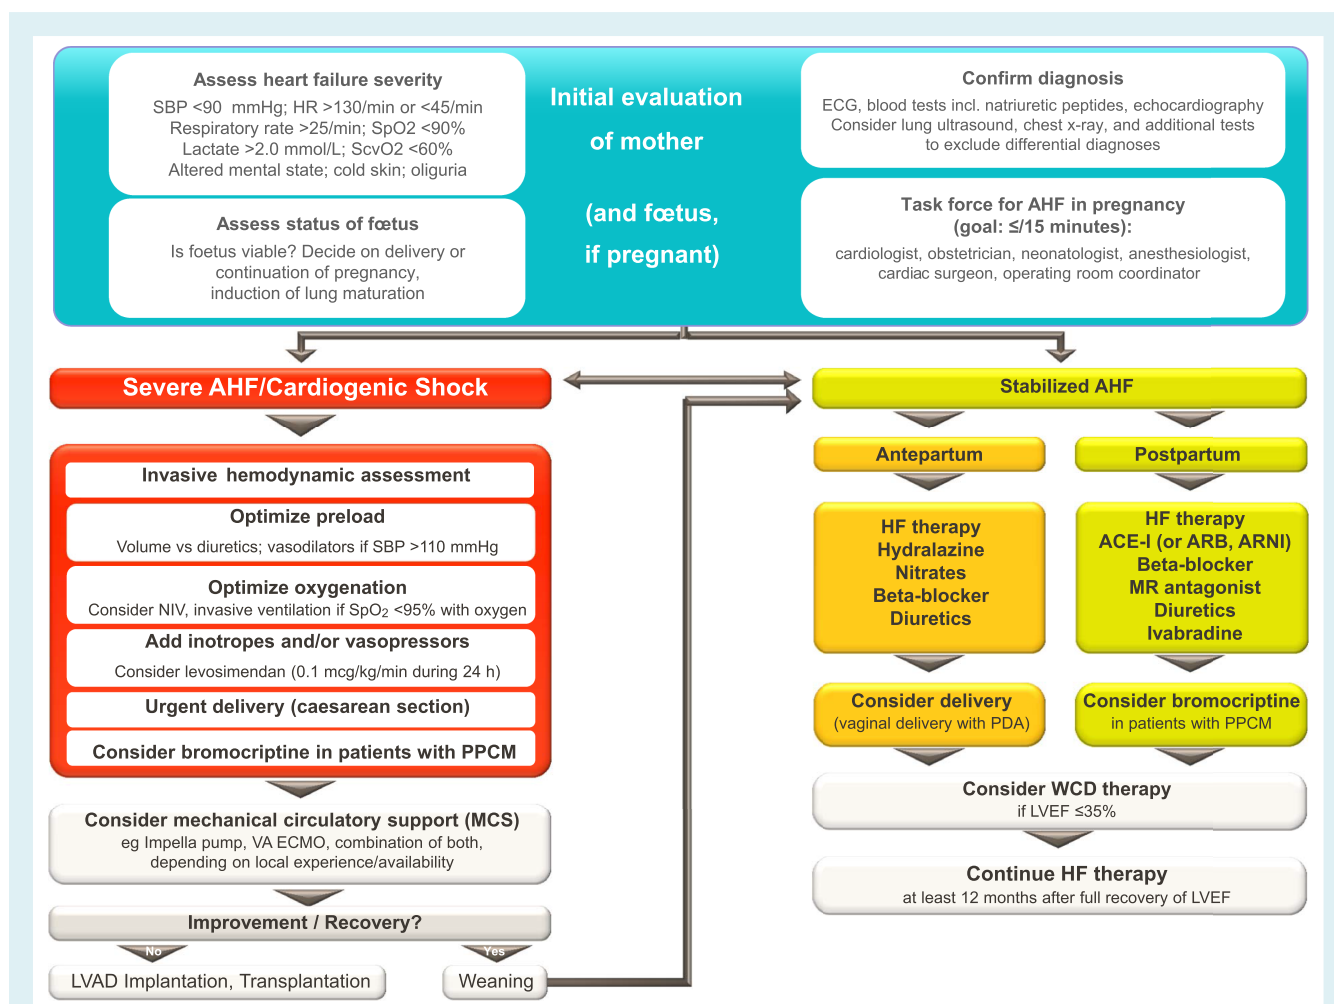 Assess heart failure severity
SBP <90 mmHg; HR >130/min or <45/min
Respiratory rate >25/min; SpO2 <90%
Lactate >2.0 mmol/L; ScvO2 <60%
Altered mental state; cold skin; oliguria
Assess status of fœtus
Is foetus viable? Decide on delivery or
continuation of pregnancy,
induction of lung maturation
Initial evaluation
of mother
(and fœtus,
if pregnant)
Confirm diagnosis
ECG, blood tests incl. natriuretic peptides, echocardiography
Consider lung ultrasound, chest x-ray, and additional tests
to exclude differential diagnoses
Task force for AHF in pregnancy
(goal: ≤/15 minutes):
cardiologist, obstetrician, neonatologist, anesthesiologist,
cardiac surgeon, operating room coordinator
Severe AHF/Cardiogenic Shock
Invasive hemodynamic assessment
Optimize preload
Volume vs diuretics; vasodilators if SBP >110 mmHg
Optimize oxygenation
Consider NIV, invasive ventilation if SpO₂ <95% with oxygen
Add inotropes and/or vasopressors
Consider levosimendan (0.1 mcg/kg/min during 24 h)
Urgent delivery (caesarean section)
Consider bromocriptine in patients with PPCM
Consider mechanical circulatory support (MCS)
eg Impella pump, VA ECMO, combination of both,
depending on local experience/availability
Improvement / Recovery?
No
Yes
LVAD Implantation, Transplantation
Weaning
Stabilized AHF
Antepartum
HF therapy
Hydralazine
Nitrates
Beta-blocker
Diuretics
Consider delivery
(vaginal delivery with PDA)
Postpartum
HF therapy
ACE-I (or ARB, ARNI)
Beta-blocker
MR antagonist
Diuretics
Ivabradine
Consider bromocriptine
in patients with PPCM
Consider WCD therapy
if LVEF ≤35%
Continue HF therapy
at least 12 months after full recovery of LVEF